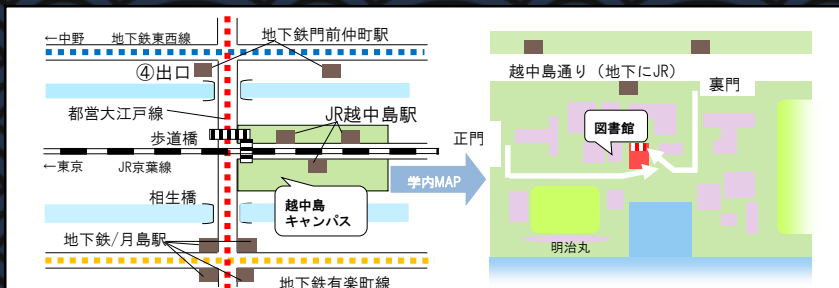 ←中野
地下鉄東西線
地下鉄門前仲町駅
④出口
都営大江戸線
JR越中島駅
歩道橋
←東京
JR京葉線
相生橋
越中島
キャンパス
地下鉄/月島駅
地下鉄有楽町線
学内MAP
越中島通り（地下にJR）
裏門
正門
図書館
明治丸